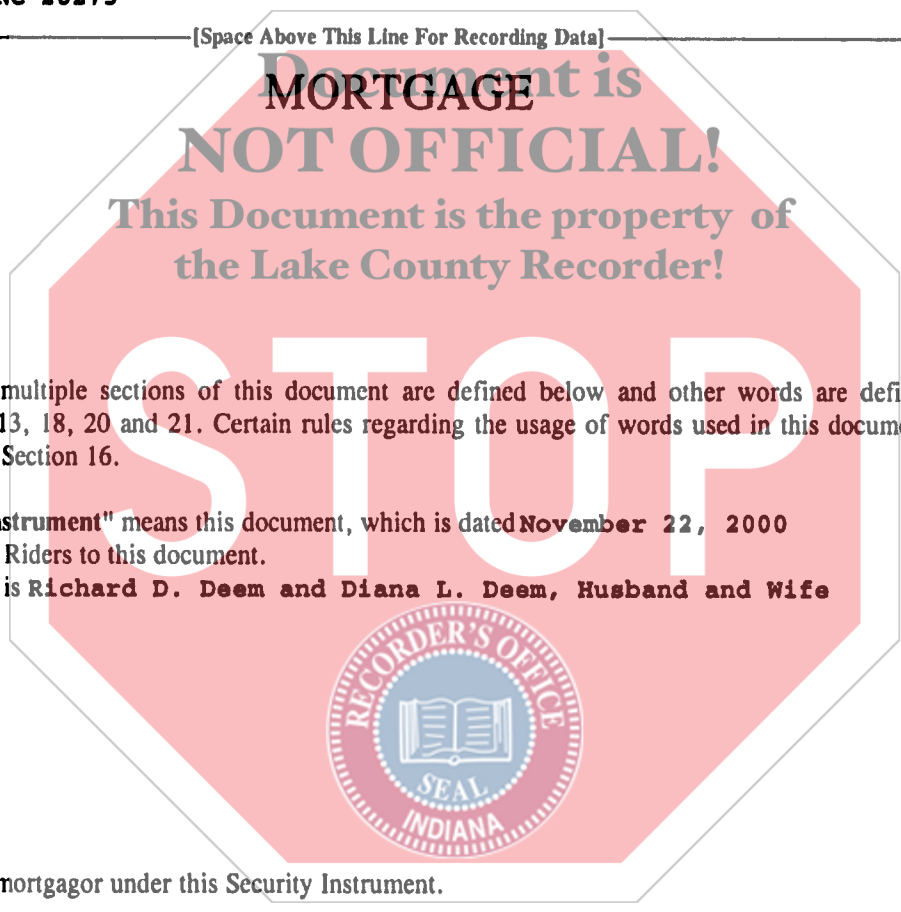 28273
[Space Above This Line For Recording Data]
Document is
MORTGAGE
NOT OFFICIAL!
This Document is the property of
the Lake County Recorder!
STOP
multiple sections of this document are defined below and other words are defi
13, 18, 20 and 21. Certain rules regarding the usage of words used in this docum
Section 16.
strument" means this document, which is dated November 22, 2000
Riders to this document.
is Richard D. Deem and Diana L. Deem, Husband and Wife
RECORDER'S OFFICE
SEAL
INDIANA
mortgagor under this Security Instrument.